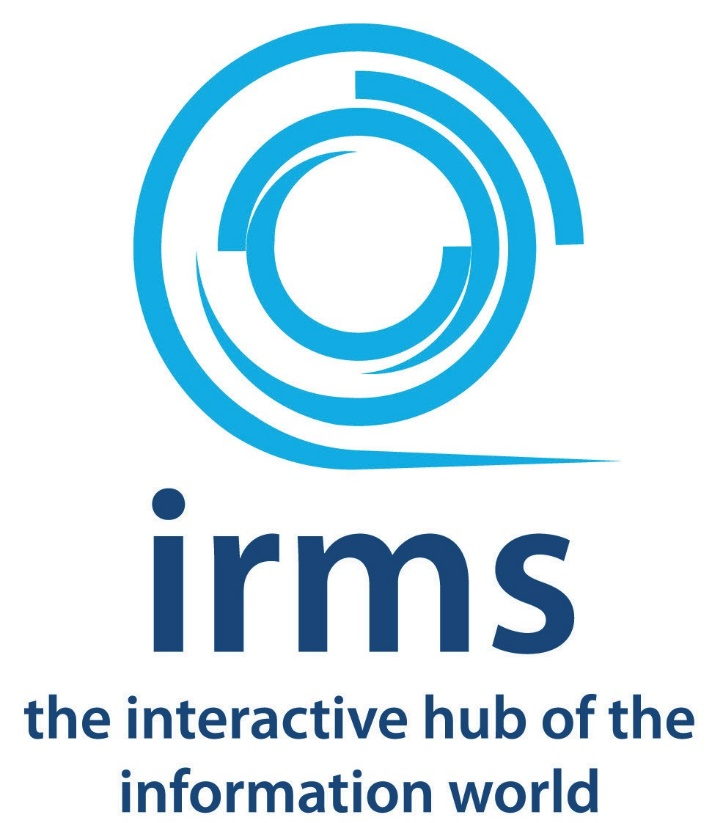 irms
the interactive hub of the
information world